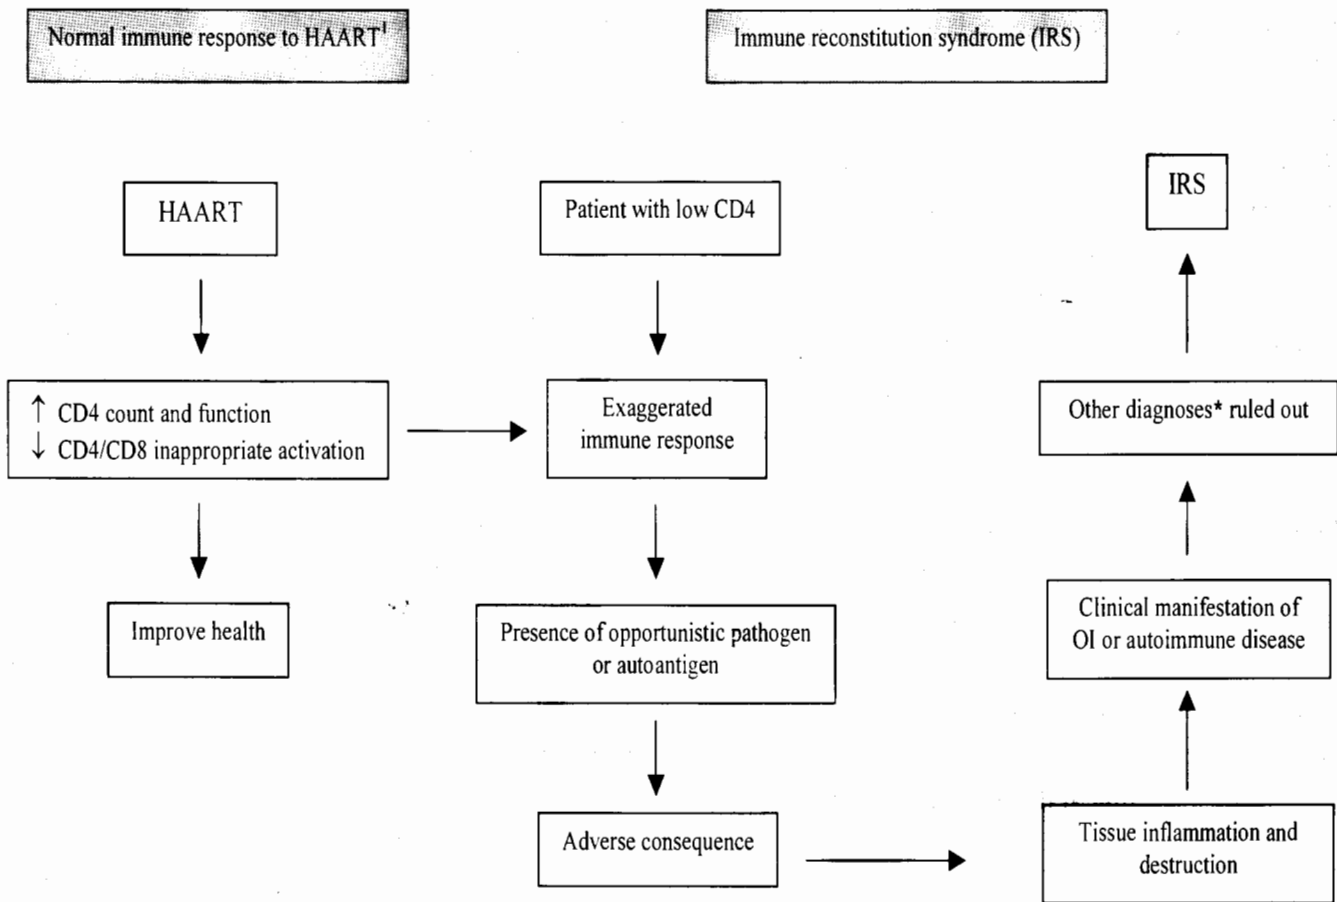 Normal immune response to HAART¹
Immune reconstitution syndrome (IRS)
HAART
↑ CD4 count and function
↓ CD4/CD8 inappropriate activation
Improve health
Patient with low CD4
Exaggerated
immune response
Presence of opportunistic pathogen
or autoantigen
Adverse consequence
Tissue inflammation and
destruction
Clinical manifestation of
OI or autoimmune disease
Other diagnoses* ruled out
IRS